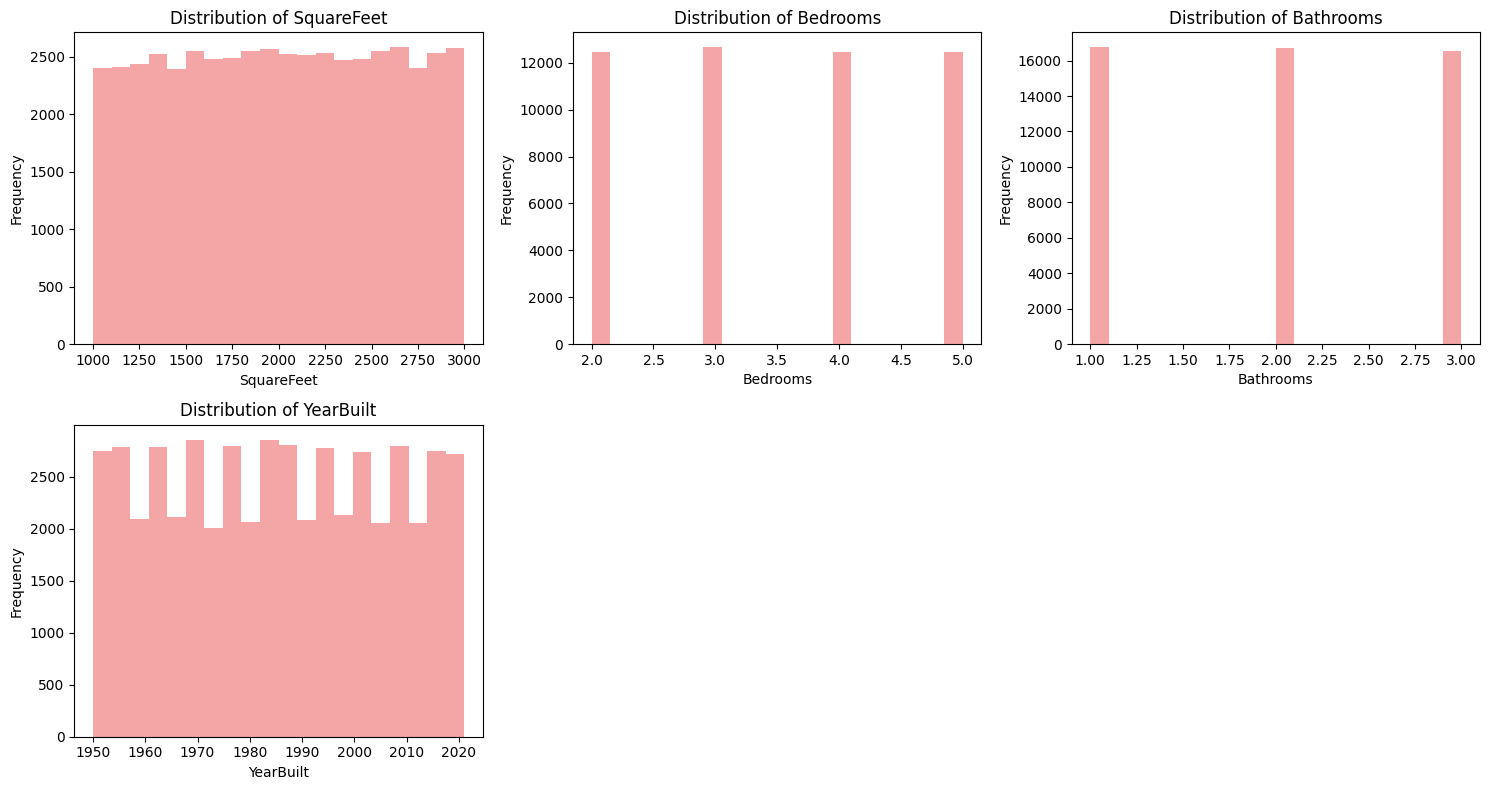 Distribution of SquareFeet
Frequency
2500
2000
1500
1000
500
0
1000 1250 1500 1750 2000 2250 2500 2750 3000
SquareFeet
Distribution of Bedrooms
Frequency
12000
10000
8000
6000
4000
2000
0
2.0 2.5 3.0 3.5 4.0 4.5 5.0
Bedrooms
Distribution of Bathrooms
Frequency
16000
14000
12000
10000
8000
6000
4000
2000
0
1.00 1.25 1.50 1.75 2.00 2.25 2.50 2.75 3.00
Bathrooms
Distribution of YearBuilt
Frequency
2500
2000
1500
1000
500
0
1950 1960 1970 1980 1990 2000 2010 2020
YearBuilt